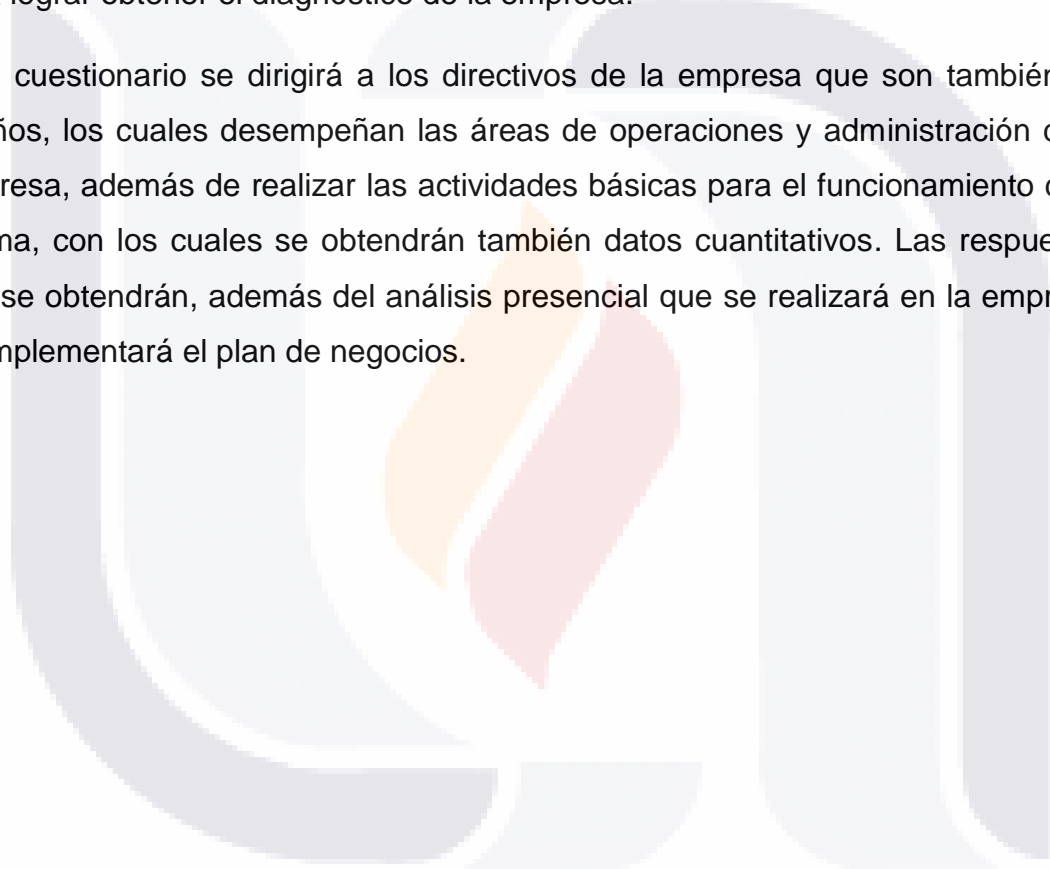 lograr obtener el diagnóstico de la empresa.
cuestionario se dirigirá a los directivos de la empresa que son también
ños, los cuales desempeñan las áreas de operaciones y administración
resa, además de realizar las actividades básicas para el funcionamiento
ma, con los cuales se obtendrán también datos cuantitativos. Las respue
se obtendrán, además del análisis presencial que se realizará en la empr
mplementará el plan de negocios.